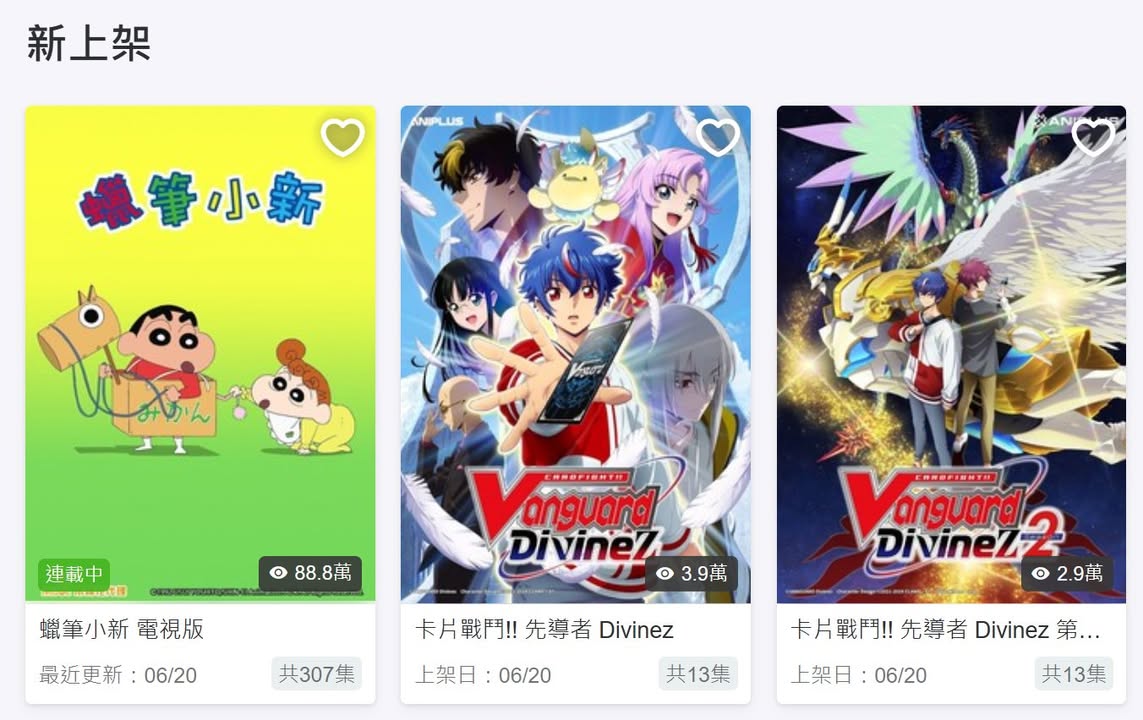 新上架
蠟筆小新
みかん
連載中
88.8萬
蠟筆小新 電視版
最近更新：06/20
共307集
ANIPLUS
CARDFIGHT!!
Vanguard
DivineZ
3.9萬
卡片戰鬥!! 先導者 Divinez
上架日：06/20
共13集
ANIPLUS
CARDFIGHT!!
Vanguard
DivineZ 2
2.9萬
卡片戰鬥!! 先導者 Divinez 第…
上架日：06/20
共13集